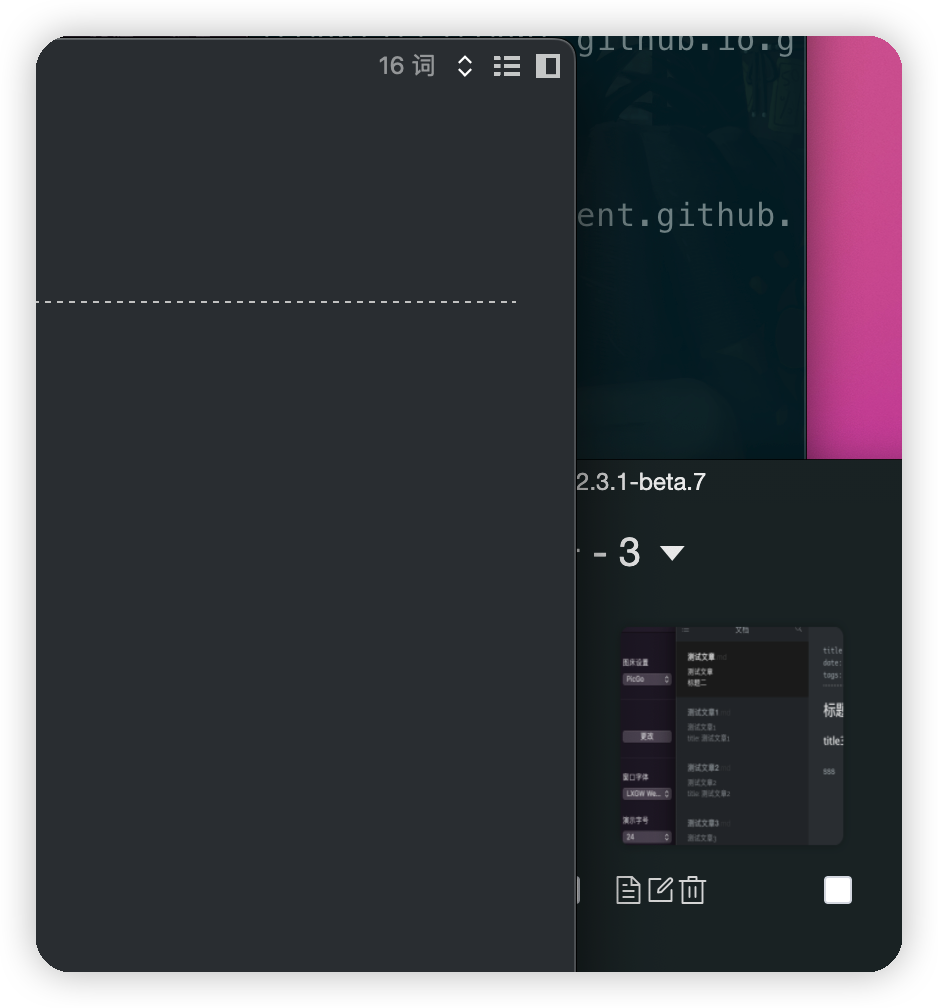 github.io.g
16 词
ent.github.
2.3.1-beta.7
- 3
文档
测试文章
测试文章
标题二
图床设置
PicGo
测试文章1
测试文章1
title 测试文章1
更改
测试文章2
测试文章2
title 测试文章2
窗口字体
LXGW We...
演示字号
24
测试文章3
测试文章3
title
date:
tags:
标题
title3
sss